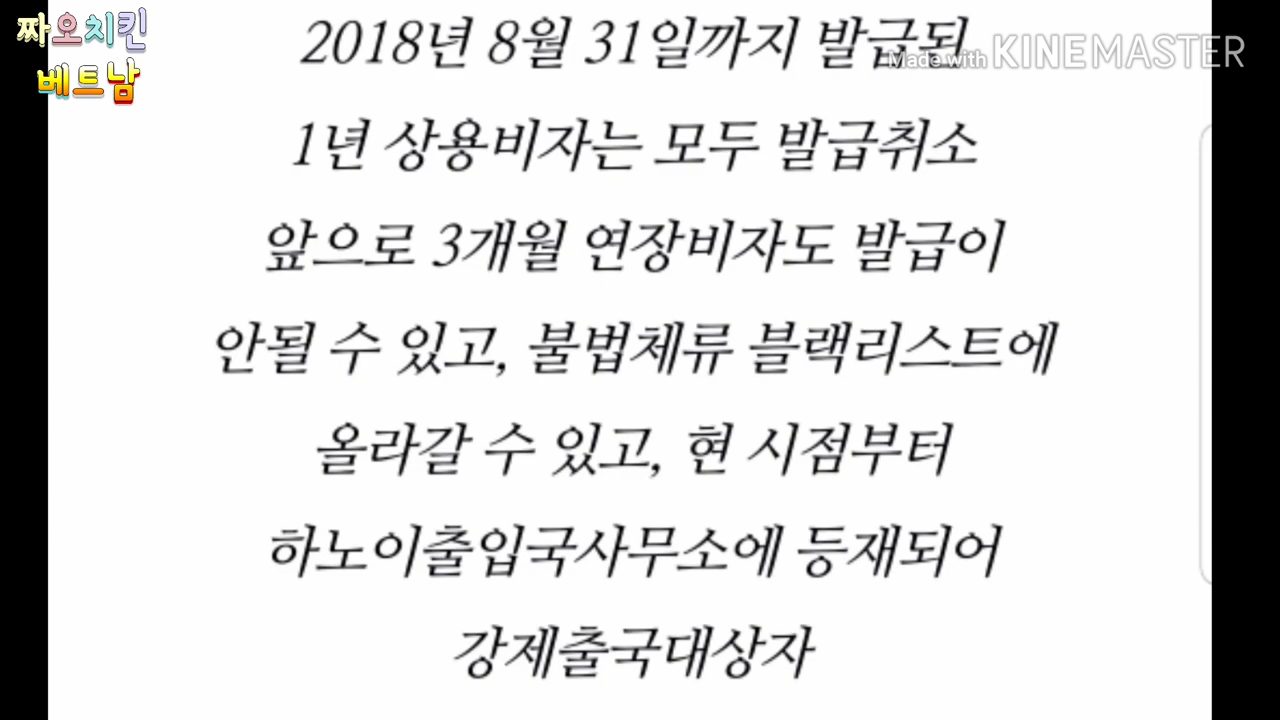 짜오치킨
베트남
Made with KINEMASTER
2018년 8월 31일까지 발급된
1년 상용비자는 모두 발급취소
앞으로 3개월 연장비자도 발급이
안될 수 있고, 불법체류 블랙리스트에
올라갈 수 있고, 현 시점부터
하노이출입국사무소에 등재되어
강제출국대상자